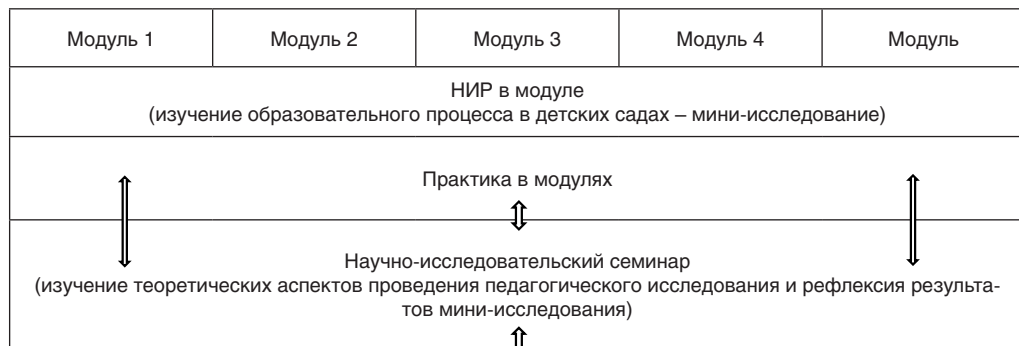 Модуль 1 Модуль 2 Модуль 3 Модуль 4 Модуль
НИР в модуле
(изучение образовательного процесса в детских садах – мини-исследование)
Практика в модулях
Научно-исследовательский семинар
(изучение теоретических аспектов проведения педагогического исследования и рефлексия результа-
тов мини-исследования)